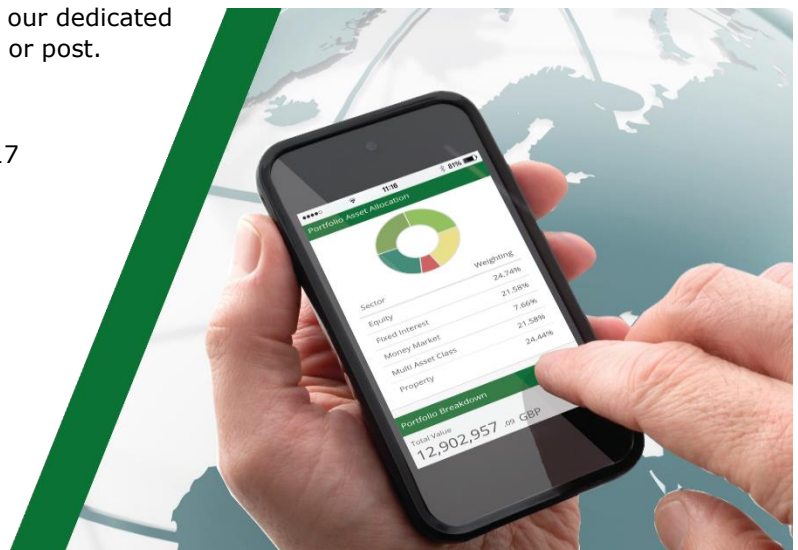 our dedicated
or post.
17
11:16 81%
Portfolio Asset Allocation
Sector Weighting
Equity 24.74%
Fixed Interest 21.58%
Money Market 7.66%
Multi Asset Class 21.58%
Property 24.44%
Portfolio Breakdown
Total Value
12,902,957 .09 GBP